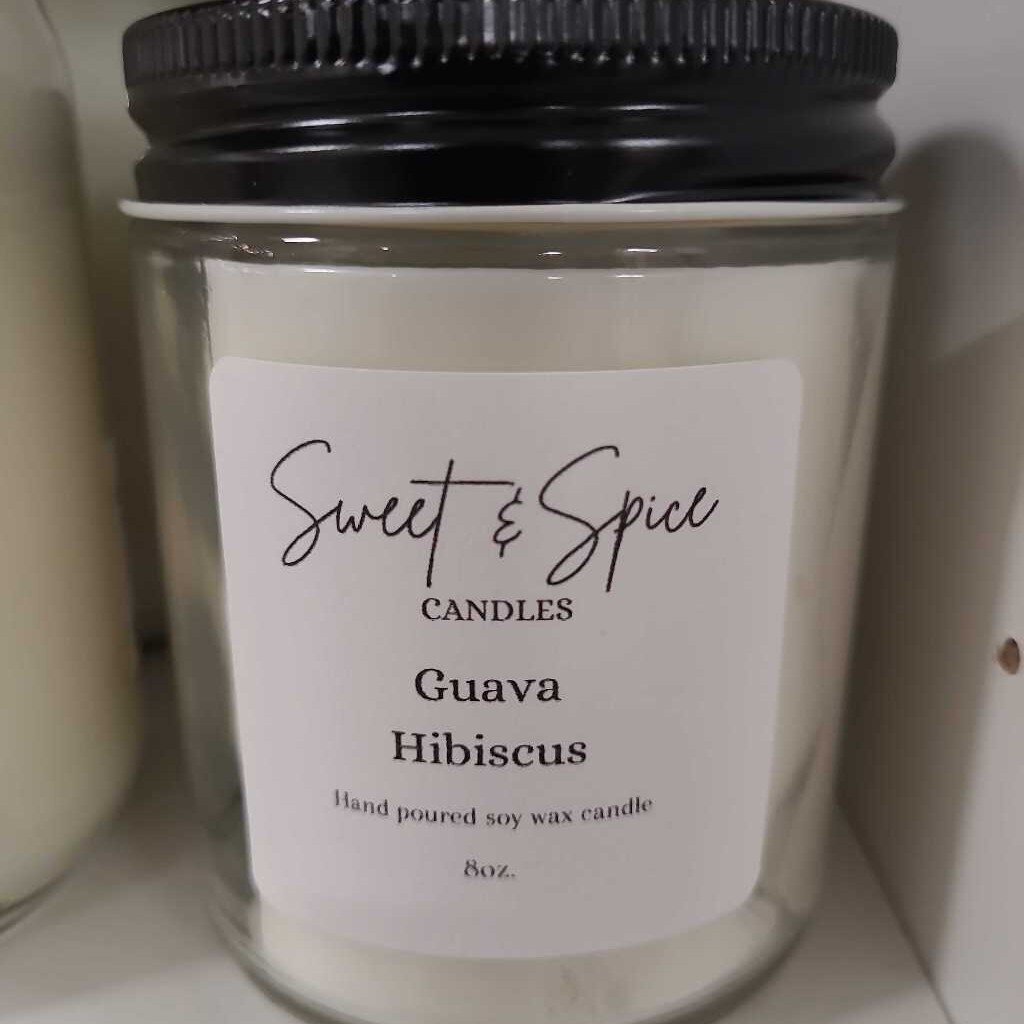 Sweet & Spice
CANDLES
Guava
Hibiscus
Hand poured soy wax candle
8oz.